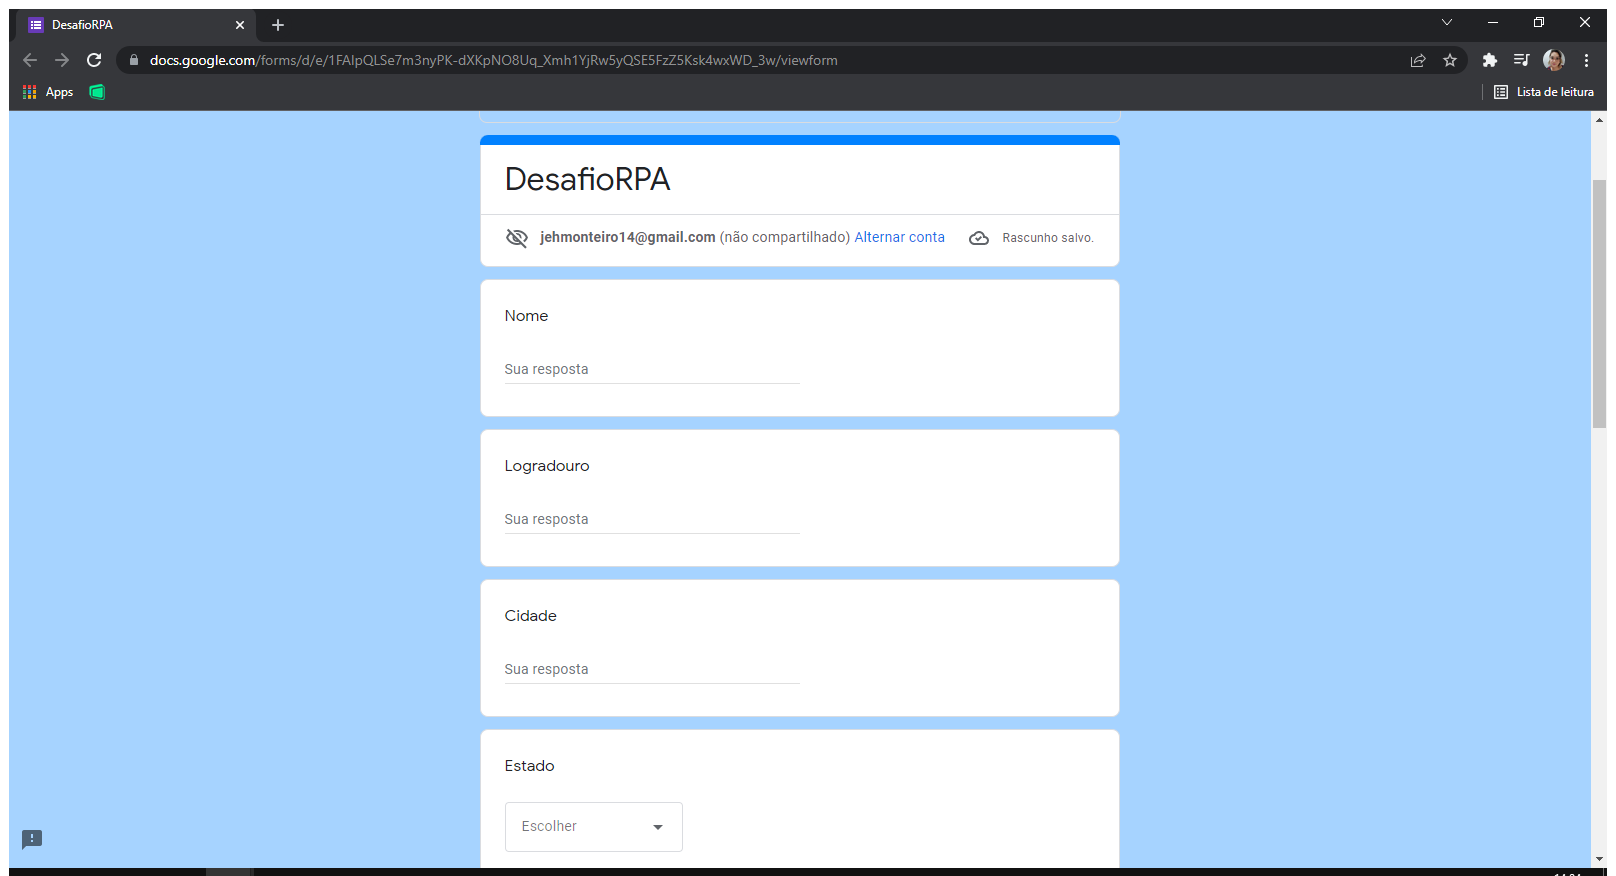 DesafioRPA
docs.google.com/forms/d/e/1FAIpQLSe7m3nyPK-dXKpNO8Uq_Xmh1YjRw5yQSE5FzZ5Ksk4wxWD_3w/viewform
Apps
Lista de leitura
DesafioRPA
jehmonteiro14@gmail.com (não compartilhado) Alternar conta
Rascunho salvo.
Nome
Sua resposta
Logradouro
Sua resposta
Cidade
Sua resposta
Estado
Escolher